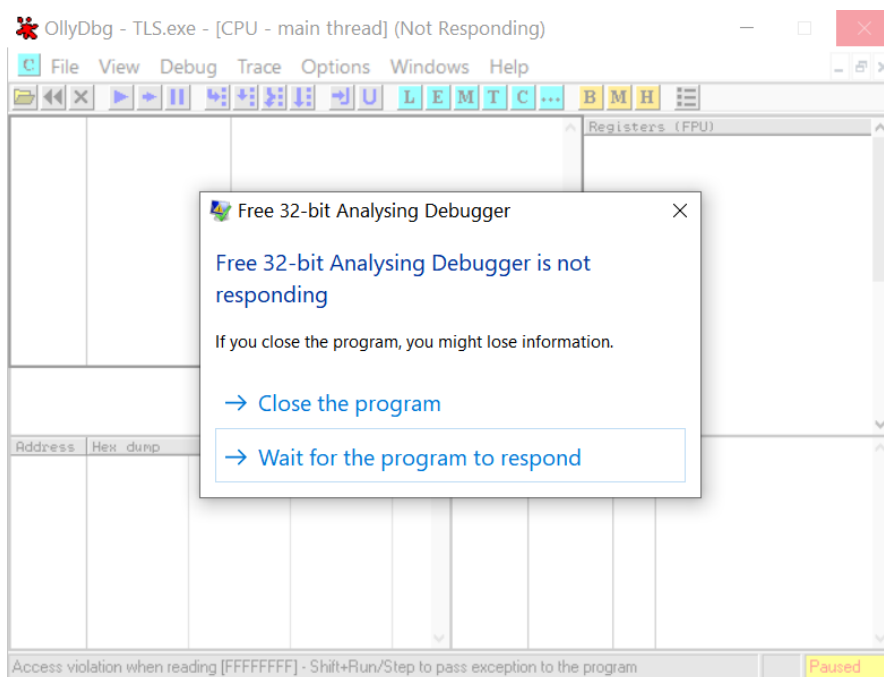 OllyDbg - TLS.exe - [CPU - main thread] (Not Responding)
C File View Debug Trace Options Windows Help
L E M T C ... B M H
Registers (FPU)
Free 32-bit Analysing Debugger
Free 32-bit Analysing Debugger is not
responding
If you close the program, you might lose information.
Close the program
Wait for the program to respond
Address Hex dump
Access violation when reading [FFFFFFFF] - Shift+Run/Step to pass exception to the program Paused